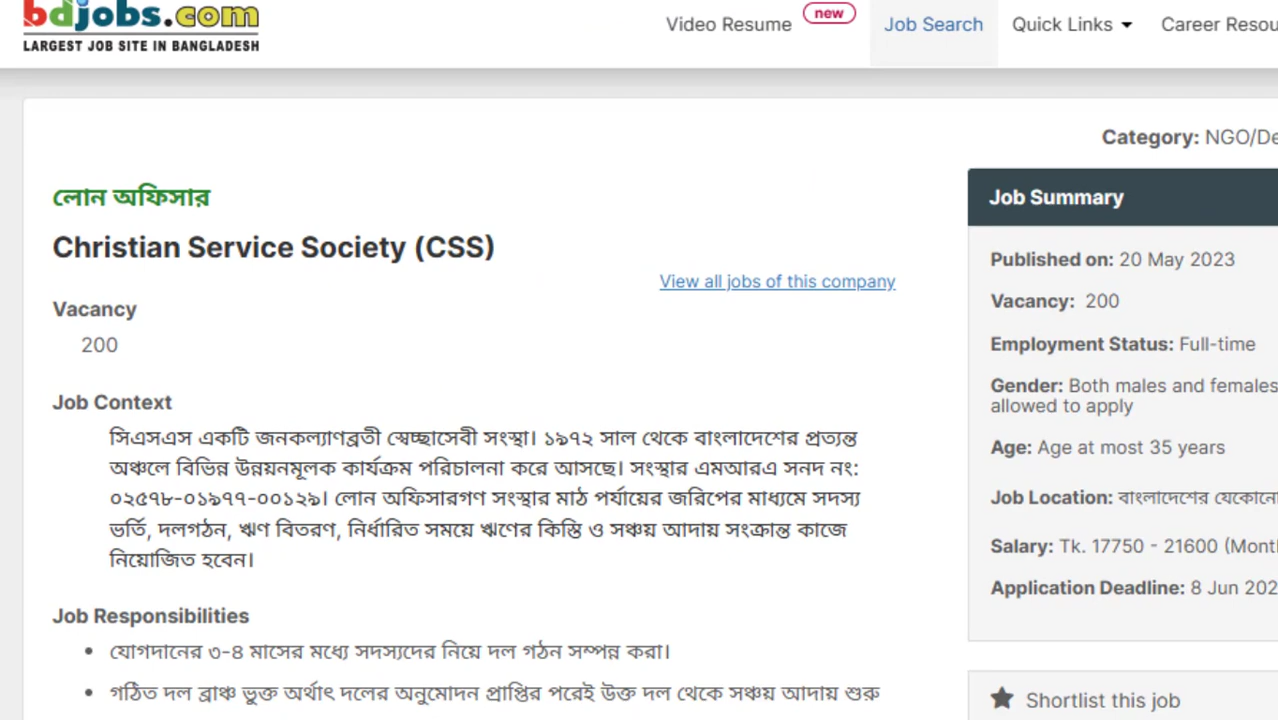 bdjobs.com
LARGEST JOB SITE IN BANGLADESH
Video Resume new Job Search Quick Links Career Resou
Category: NGO/De
লোন অফিসার
Christian Service Society (CSS)
View all jobs of this company
Vacancy
200
Job Context
সিএসএস একটি জনকল্যাণব্রতী স্বেচ্ছাসেবী সংস্থা। ১৯৭২ সাল থেকে বাংলাদেশের প্রত্যন্ত
অঞ্চলে বিভিন্ন উন্নয়নমূলক কার্যক্রম পরিচালনা করে আসছে। সংস্থার এমআরএ সনদ নং:
০২৫৭৮-০১৯৭৭-০০১২৯। লোন অফিসারগণ সংস্থার মাঠ পর্যায়ের জরিপের মাধ্যমে সদস্য
ভর্তি, দলগঠন, ঋণ বিতরণ, নির্ধারিত সময়ে ঋণের কিস্তি ও সঞ্চয় আদায় সংক্রান্ত কাজে
নিয়োজিত হবেন।
Job Responsibilities
• যোগদানের ৩-৪ মাসের মধ্যে সদস্যদের নিয়ে দল গঠন সম্পন্ন করা।
• গঠিত দল ব্রাঞ্চ ভুক্ত অর্থাৎ দলের অনুমোদন প্রাপ্তির পরেই উক্ত দল থেকে সঞ্চয় আদায় শুরু
Job Summary
Published on: 20 May 2023
Vacancy: 200
Employment Status: Full-time
Gender: Both males and females
allowed to apply
Age: Age at most 35 years
Job Location: বাংলাদেশের যেকোনো
Salary: Tk. 17750 - 21600 (Mont
Application Deadline: 8 Jun 202
Shortlist this job